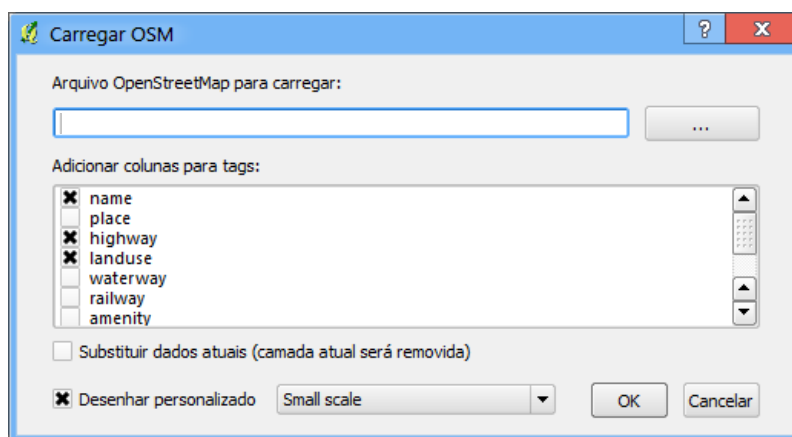 Carregar OSM
?
x
Arquivo OpenStreetMap para carregar:
...
Adicionar colunas para tags:
name
place
highway
landuse
waterway
railway
amenity
Substituir dados atuais (camada atual será removida)
Desenhar personalizado Small scale OK Cancelar